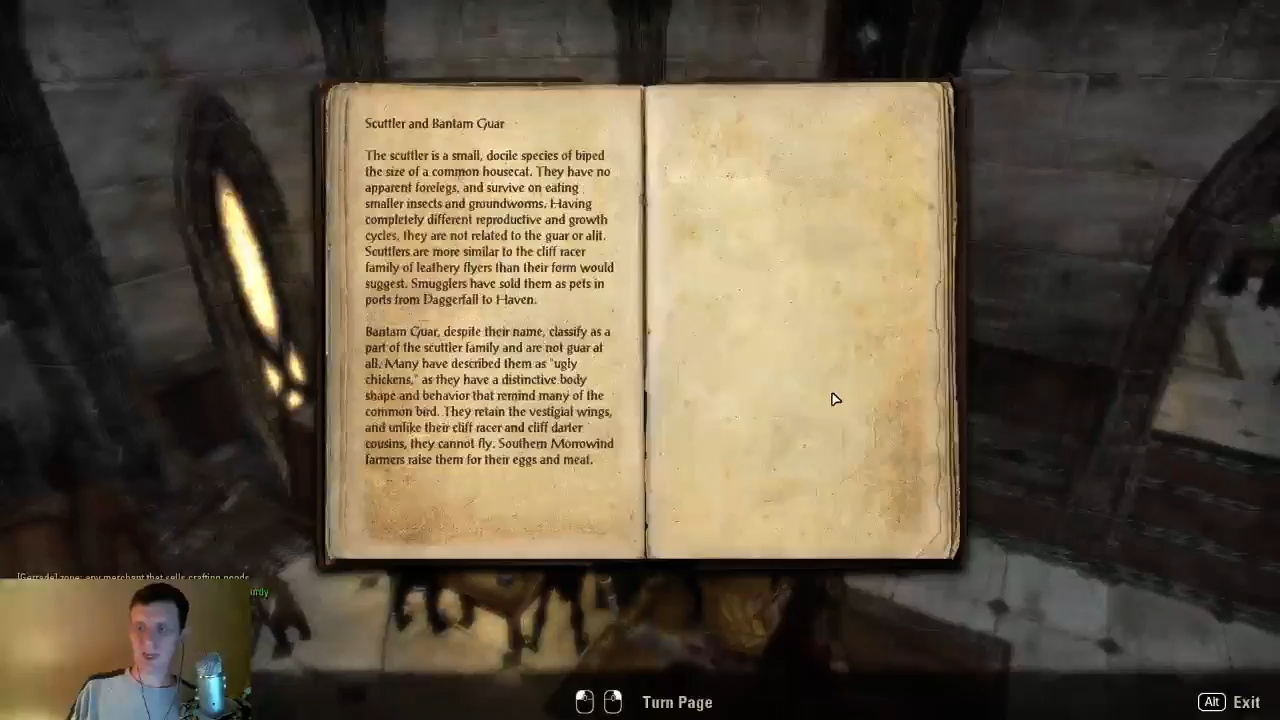 Scuttler and Bantam Guar
The scuttler is a small, docile species of biped
the size of a common housecat. They have no
apparent forelegs, and survive on eating
smaller insects and groundworms. Having
completely different reproductive and growth
cycles, they are not related to the guar or alit.
Scuttlers are more similar to the cliff racer
family of leathery flyers than their form would
suggest. Smugglers have sold them as pets in
ports from Daggerfall to Haven.
Bantam Guar, despite their name, classify as a
part of the scuttler family and are not guar at
all. Many have described them as "ugly
chickens," as they have a distinctive body
shape and behavior that remind many of the
common bird. They retain the vestigial wings,
and unlike their cliff racer and cliff darter
cousins, they cannot fly. Southern Morrowind
farmers raise them for their eggs and meat.
zone: any merchant that sells crafting goods
Turn Page
Alt Exit